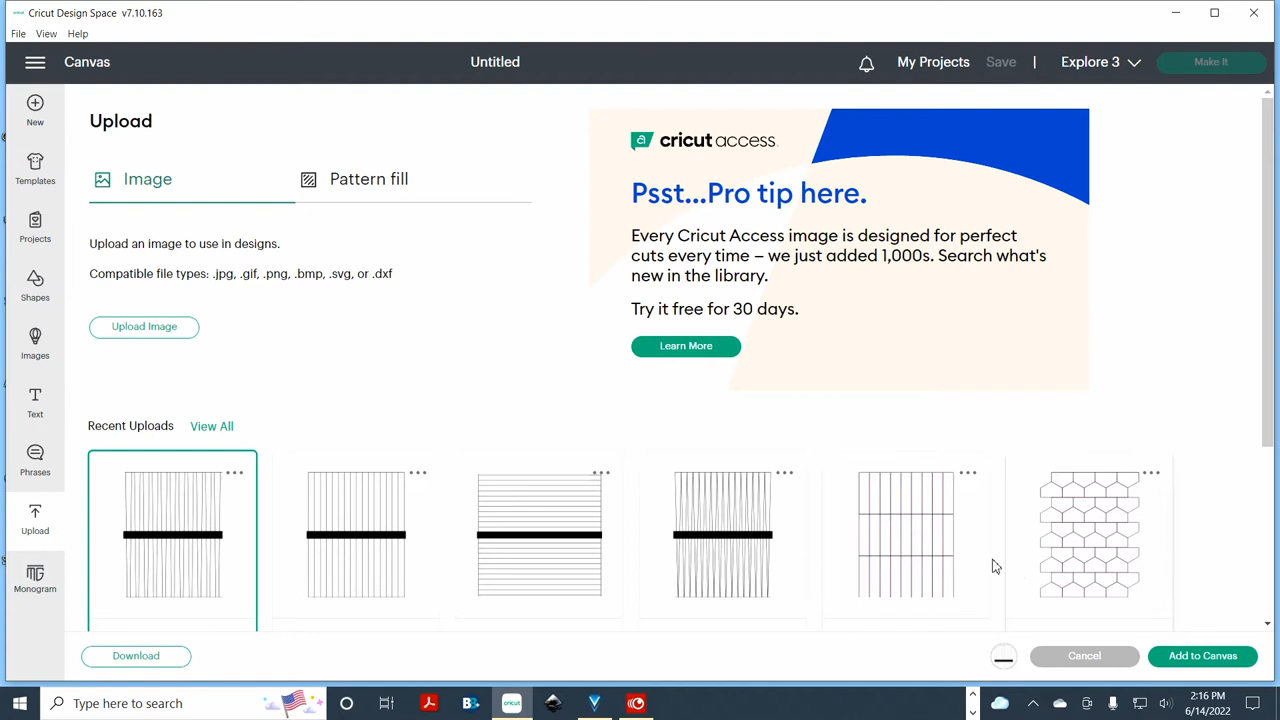 Cricut Design Space v7.10.163
File View Help
Canvas
Untitled
My Projects Save | Explore 3 Make It
New
Templates
Projects
Shapes
Images
Text
Phrases
Upload
Monogram
Upload
Image
Pattern fill
Upload an image to use in designs.
Compatible file types: .jpg, .gif, .png, .bmp, .svg, or .dxf
Upload Image
cricut access
Psst...Pro tip here.
Every Cricut Access image is designed for perfect
cuts every time – we just added 1,000s. Search what's
new in the library.
Try it free for 30 days.
Learn More
Recent Uploads View All
Download
Cancel
Add to Canvas
Type here to search
2:16 PM
6/14/2022